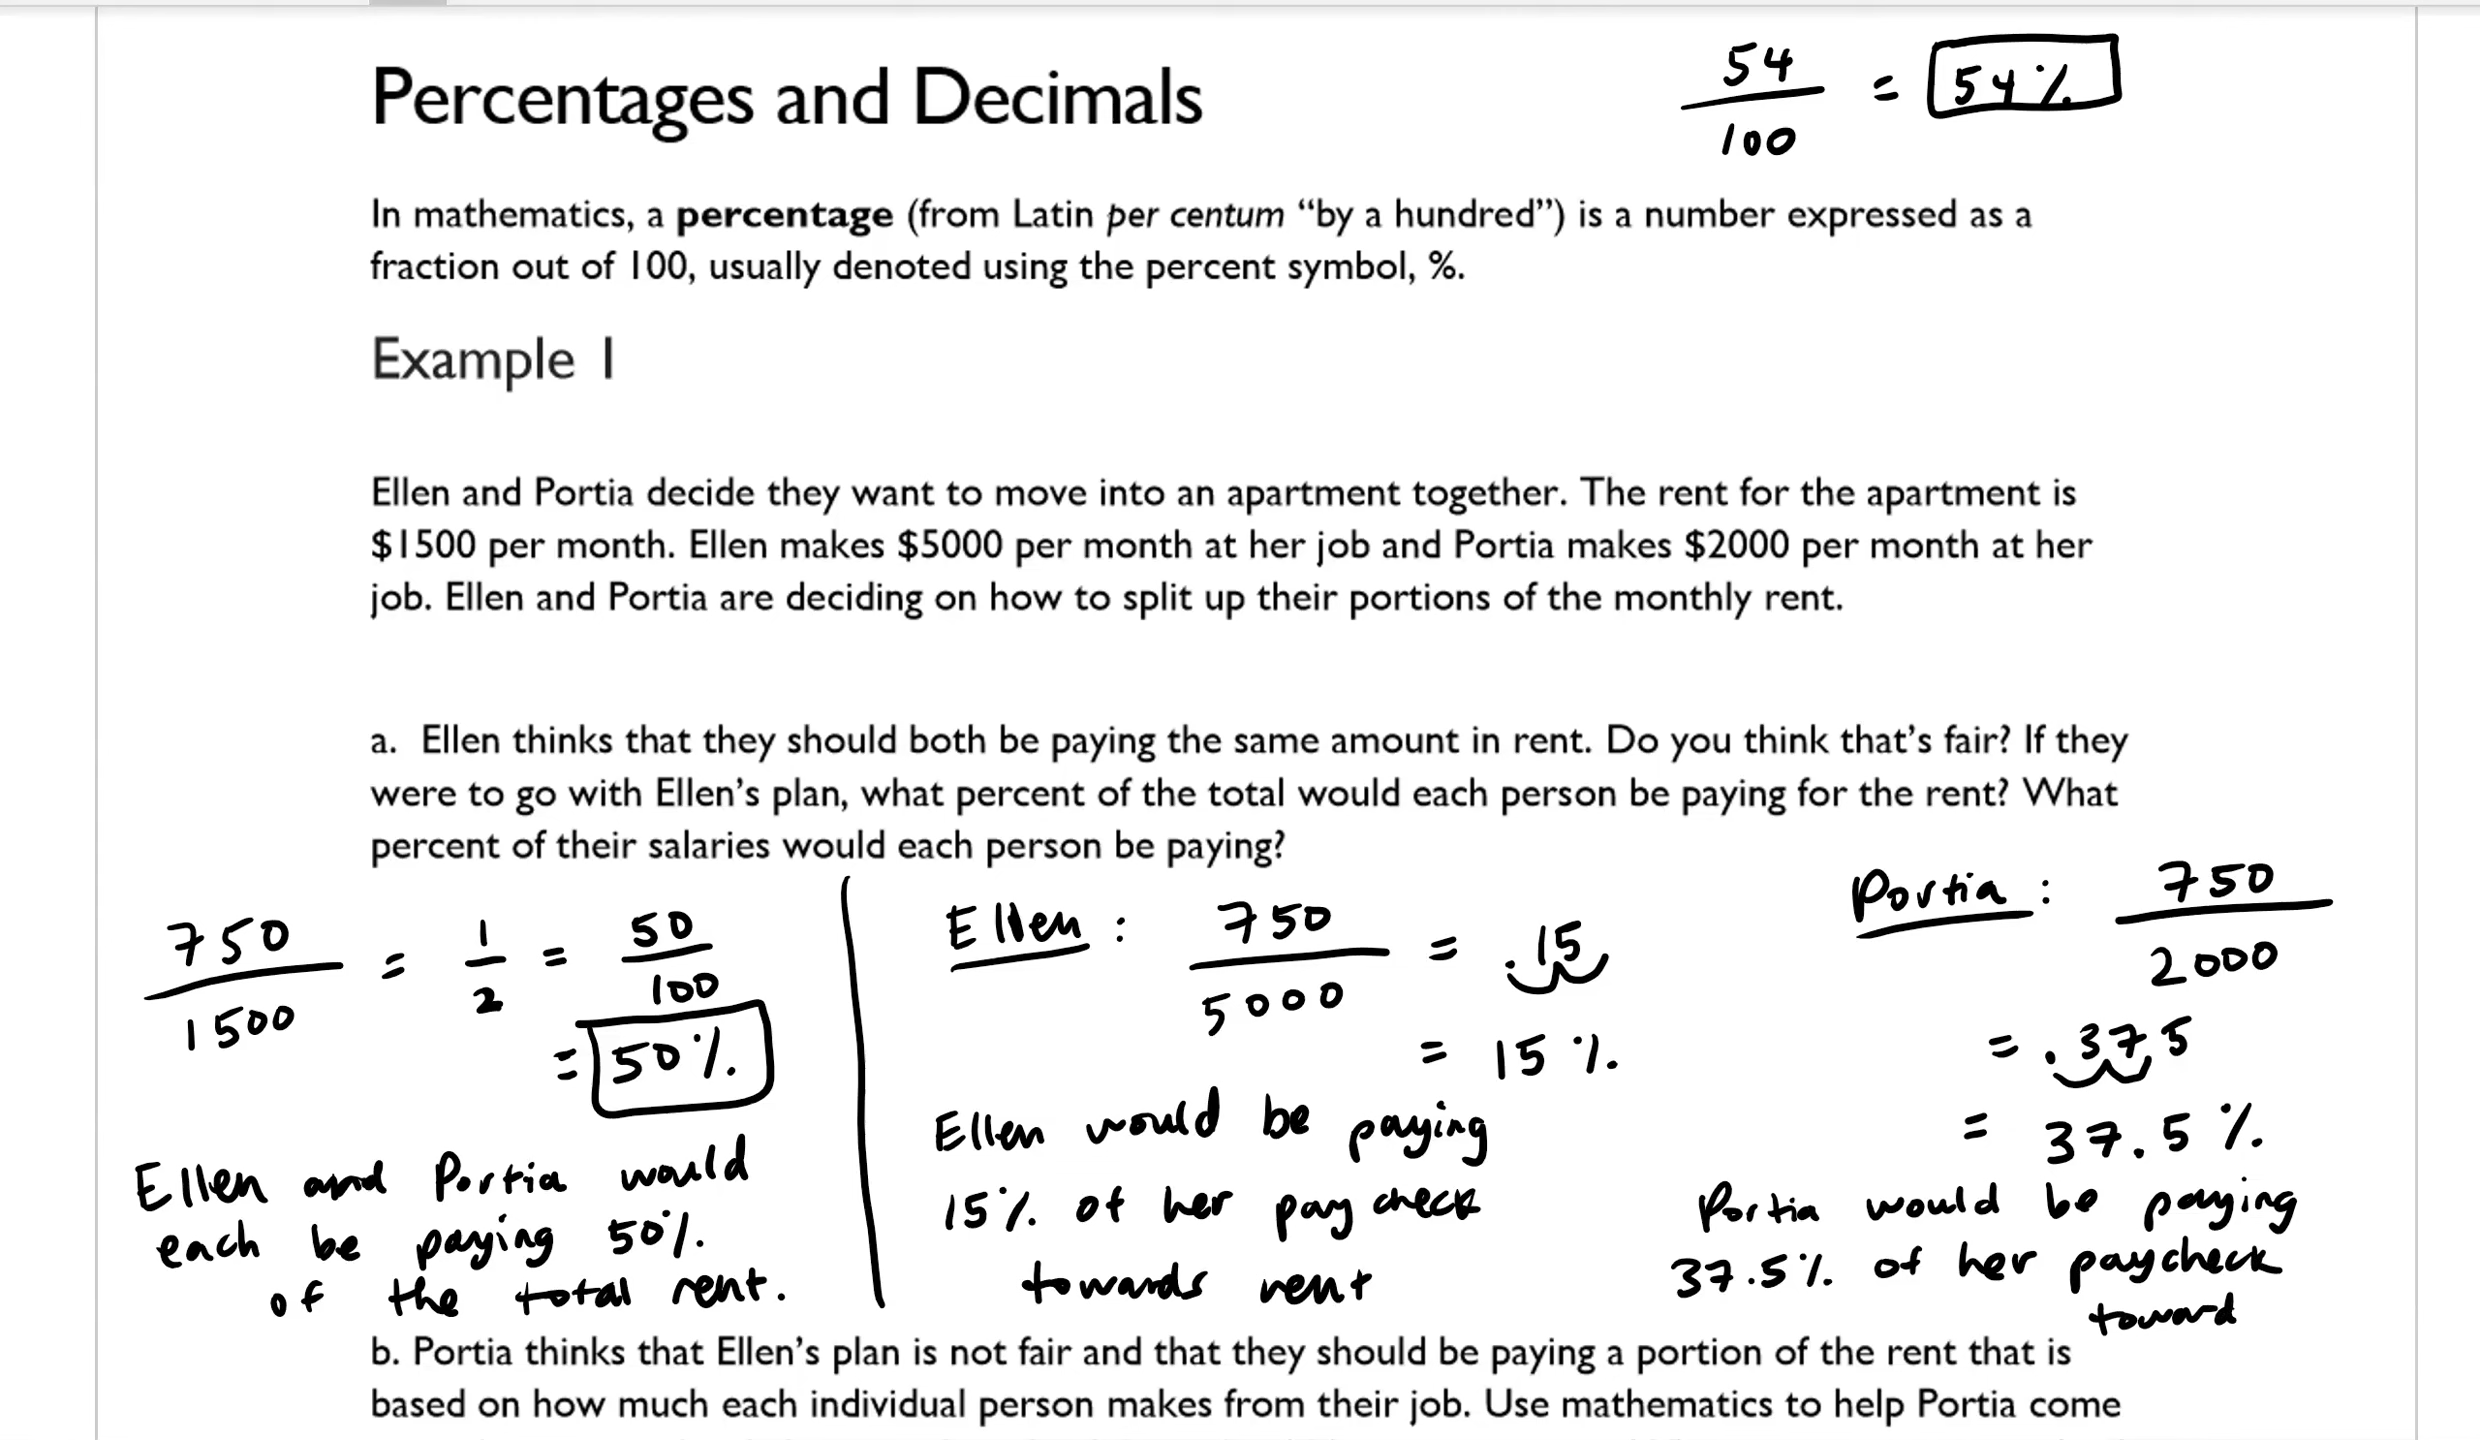 Percentages and Decimals
54
100
= 54%
In mathematics, a percentage (from Latin per centum “by a hundred”) is a number expressed as a
fraction out of 100, usually denoted using the percent symbol, %.
Example 1
Ellen and Portia decide they want to move into an apartment together. The rent for the apartment is
$1500 per month. Ellen makes $5000 per month at her job and Portia makes $2000 per month at her
job. Ellen and Portia are deciding on how to split up their portions of the monthly rent.
a. Ellen thinks that they should both be paying the same amount in rent. Do you think that’s fair? If they
were to go with Ellen’s plan, what percent of the total would each person be paying for the rent? What
percent of their salaries would each person be paying?
750
1500
= 1
2
= 50
100
= 50%
Ellen and Portia would
each be paying 50%
of the total rent.
Ellen : 750
5000
= .15
= 15%
Ellen would be paying
15% of her pay check
towards rent
Portia : 750
2000
= .375
= 37.5%
Portia would be paying
37.5% of her paycheck
toward
b. Portia thinks that Ellen’s plan is not fair and that they should be paying a portion of the rent that is
based on how much each individual person makes from their job. Use mathematics to help Portia come